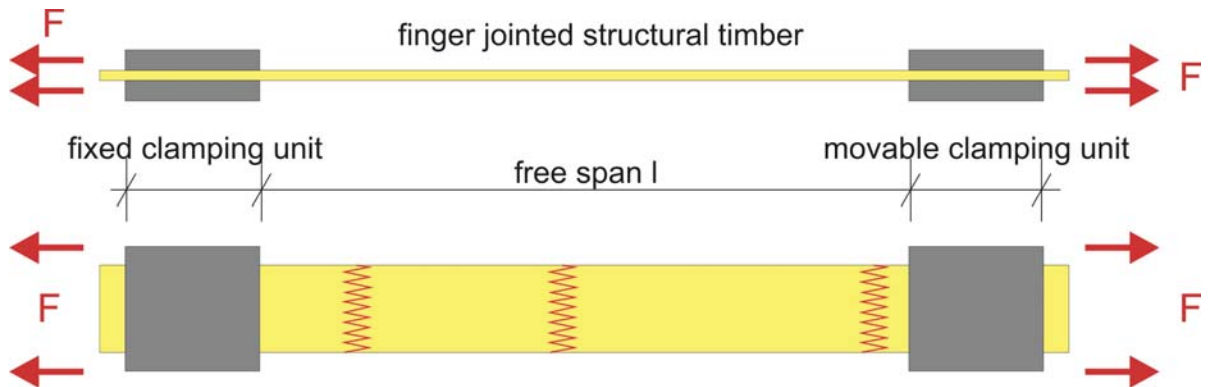 F
finger jointed structural timber
F
fixed clamping unit
free span l
movable clamping unit
F
F